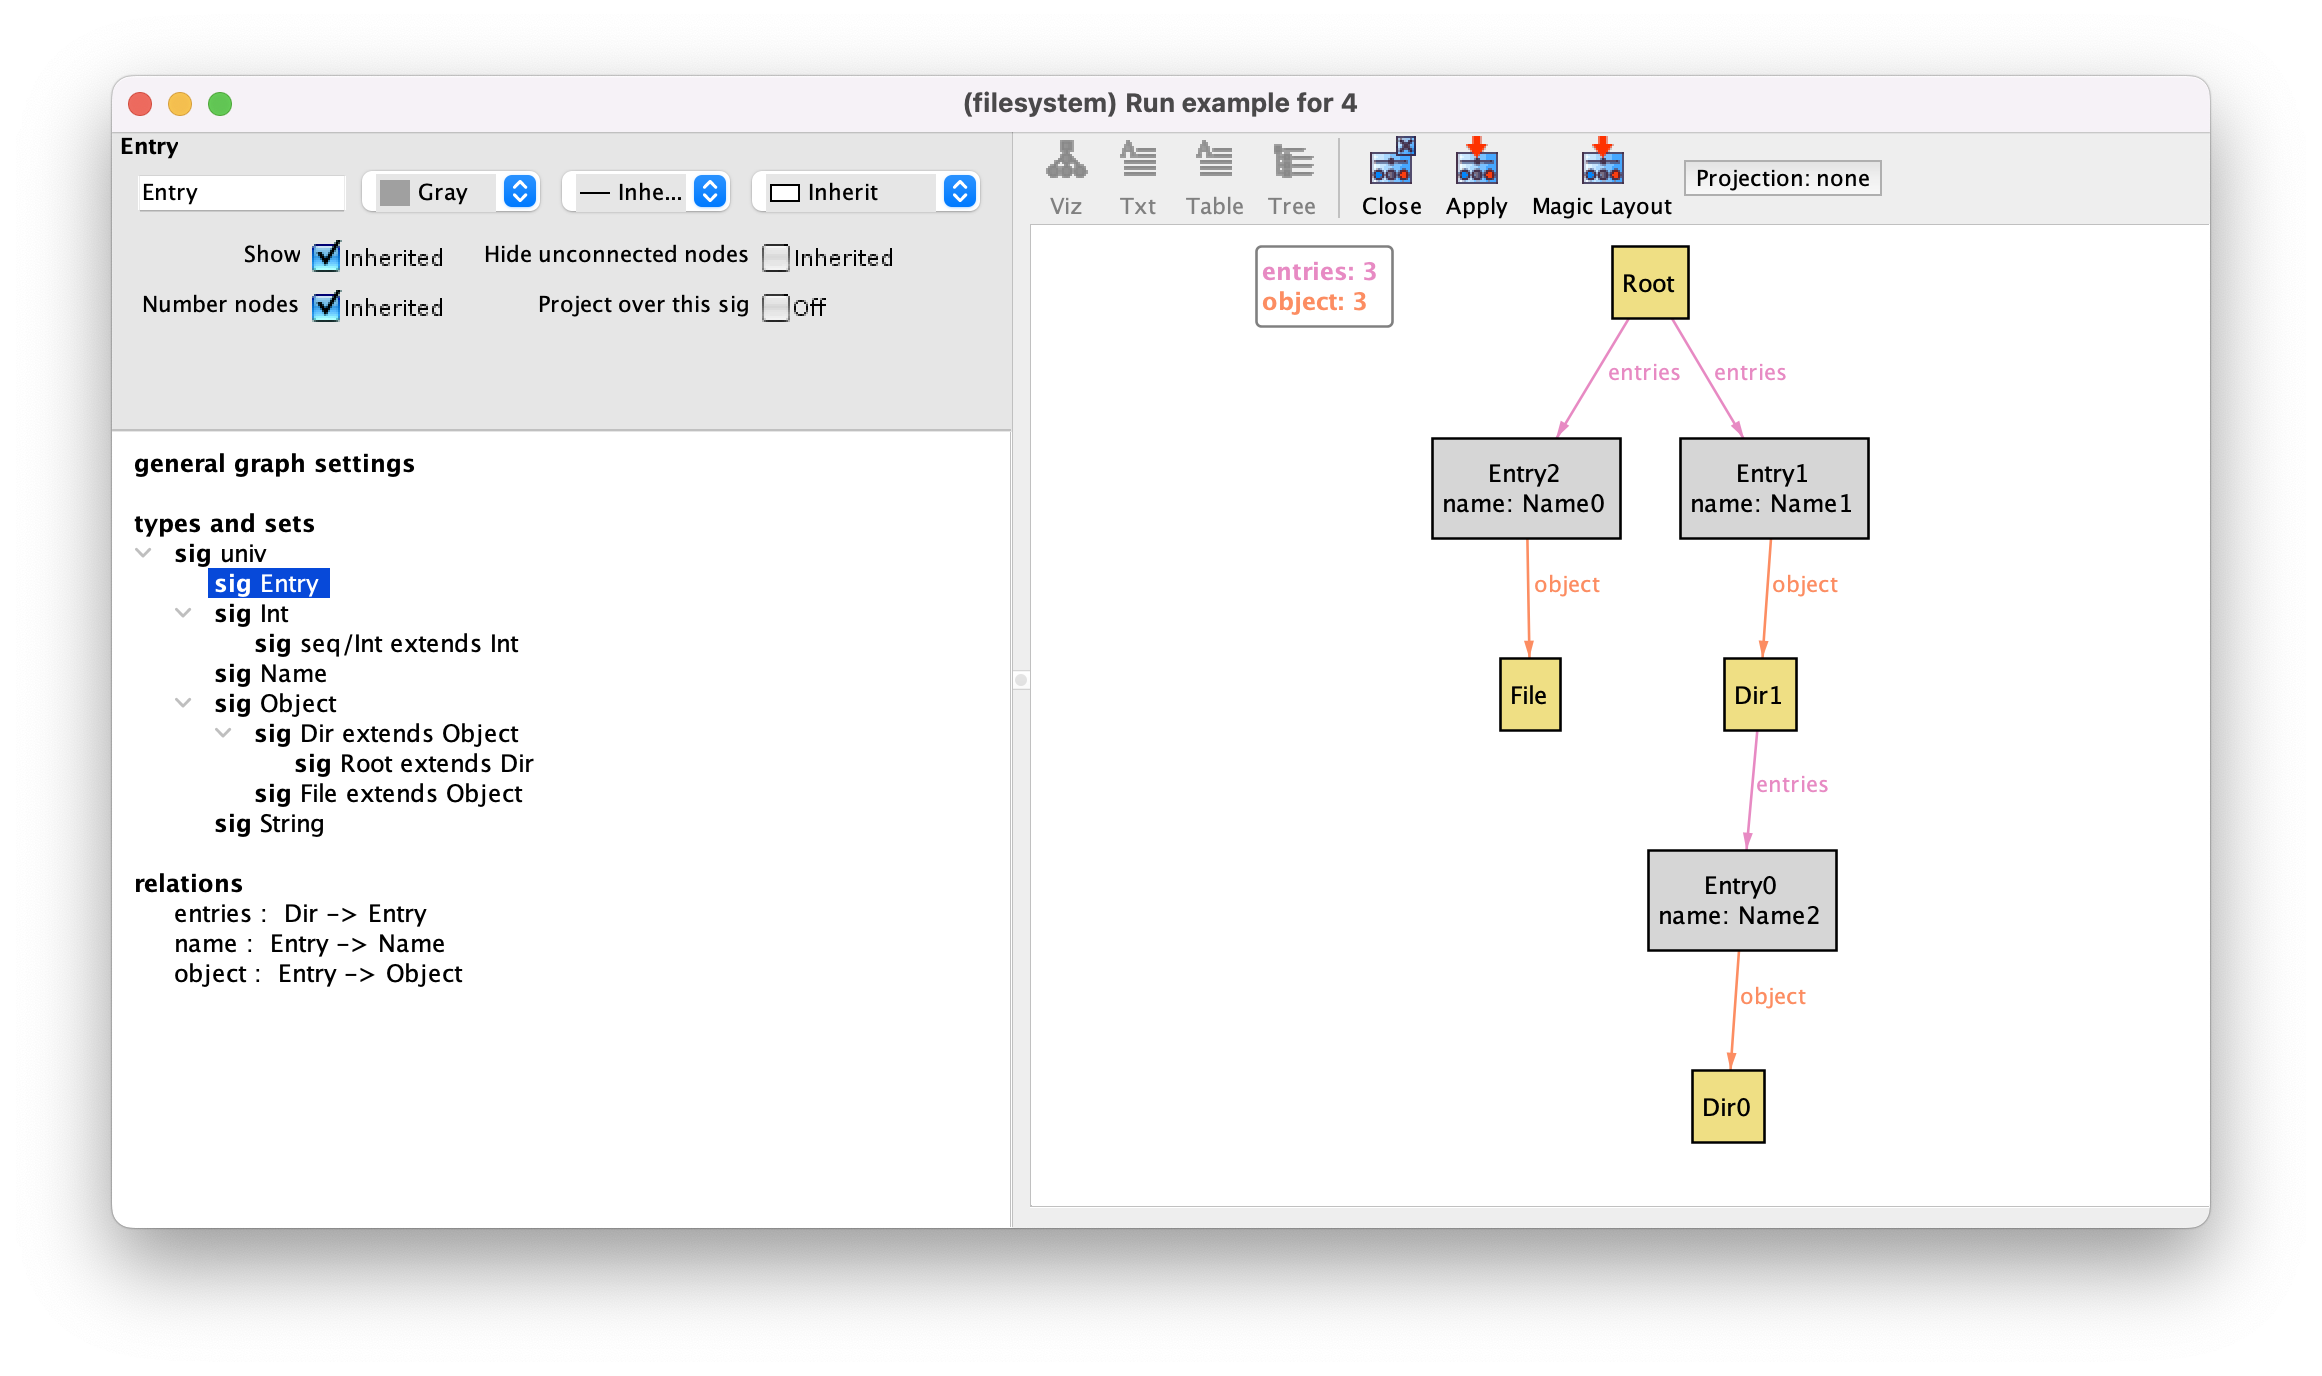 (filesystem) Run example for 4
Entry
Entry Gray Inhe... Inherit
Show Inherited Hide unconnected nodes Inherited
Number nodes Inherited Project over this sig Off
general graph settings
types and sets
sig univ
sig Entry
sig Int
sig seq/Int extends Int
sig Name
sig Object
sig Dir extends Object
sig Root extends Dir
sig File extends Object
sig String
relations
entries : Dir -> Entry
name : Entry -> Name
object : Entry -> Object
Viz Txt Table Tree Close Apply Magic Layout Projection: none
entries: 3
object: 3
Root
entries entries
Entry2
name: Name0
Entry1
name: Name1
object object
File Dir1
entries
Entry0
name: Name2
object
Dir0